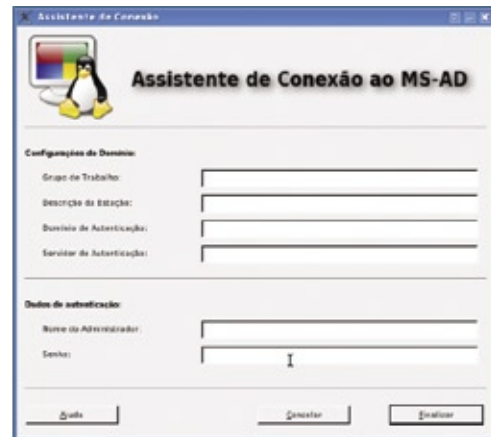 Assistente de Conexão
Assistente de Conexão ao MS-AD
Configurações do Domínio:
Grupo de Trabalho:
Descrição da Estação:
Domínio de Autenticação:
Servidor de Autenticação:
Dados de autenticação:
Nome do Administrador:
Senha:
Ajuda
Cancelar
Finalizar